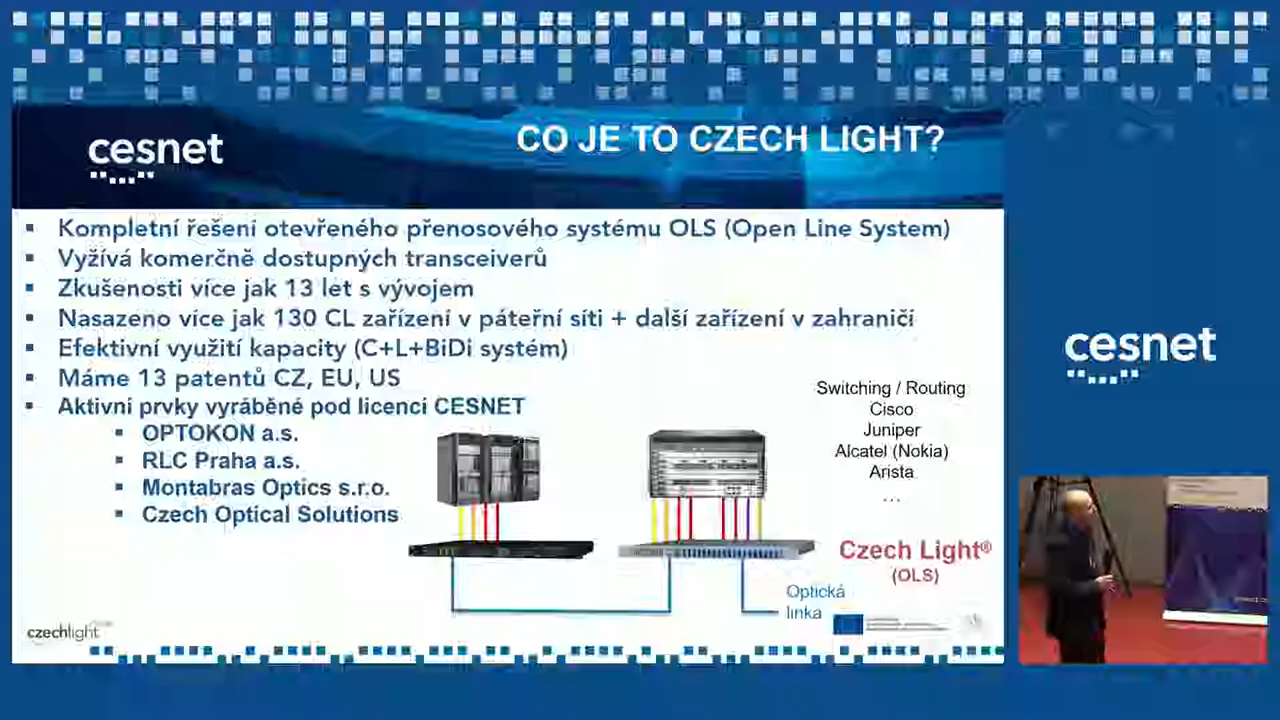 cesnet
CO JE TO CZECH LIGHT?
Kompletní řešení otevřeného přenosového systému OLS (Open Line System)
Vyžívá komerčně dostupných transceiverů
Zkušenosti více jak 13 let s vývojem
Nasazeno více jak 130 CL zařízení v páteřní síti + další zařízení v zahraničí
Efektivní využití kapacity (C+L+BiDi systém)
Máme 13 patentů CZ, EU, US
Aktivní prvky vyráběné pod licencí CESNET
OPTOKON a.s.
RLC Praha a.s.
Montabras Optics s.r.o.
Czech Optical Solutions
Switching / Routing
Cisco
Juniper
Alcatel (Nokia)
Arista
...
Czech Light®
(OLS)
Optická
linka
czechlight
cesnet